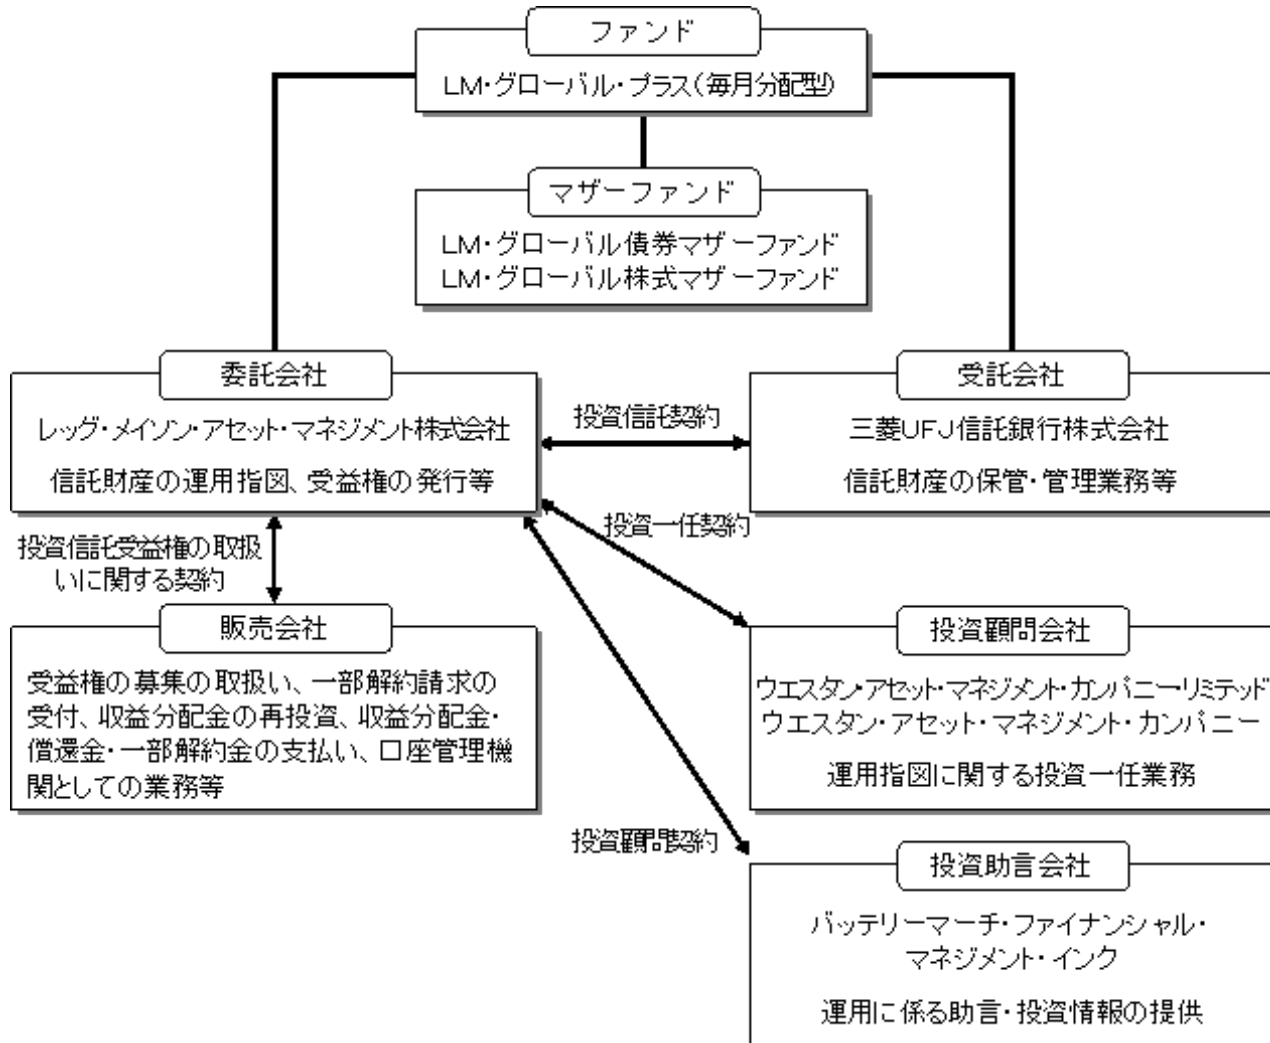 ファンド
LM・グローバル・プラス(毎月分配型)
マザーファンド
LM・グローバル債券マザーファンド
LM・グローバル株式マザーファンド
委託会社
レッグ・メイソン・アセット・マネジメント株式会社
信託財産の運用指図、受益権の発行等
投資信託契約
受託会社
三菱UFJ信託銀行株式会社
信託財産の保管・管理業務等
投資一任契約
投資信託受益権の取扱
いに関する契約
販売会社
受益権の募集の取扱い、一部解約請求の
受付、収益分配金の再投資、収益分配金・
償還金・一部解約金の支払い、口座管理機
関としての業務等
投資顧問会社
ウエスタン・アセット・マネジメント・カンパニー・リミテッド
ウエスタン・アセット・マネジメント・カンパニー
運用指図に関する投資一任業務
投資顧問契約
投資助言会社
バッテリーマーチ・ファイナンシャル・
マネジメント・インク
運用に係る助言・投資情報の提供